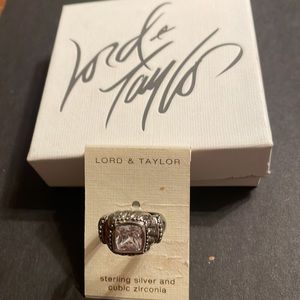 Lord &
Taylor
LORD & TAYLOR
sterling silver and
cubic zirconia